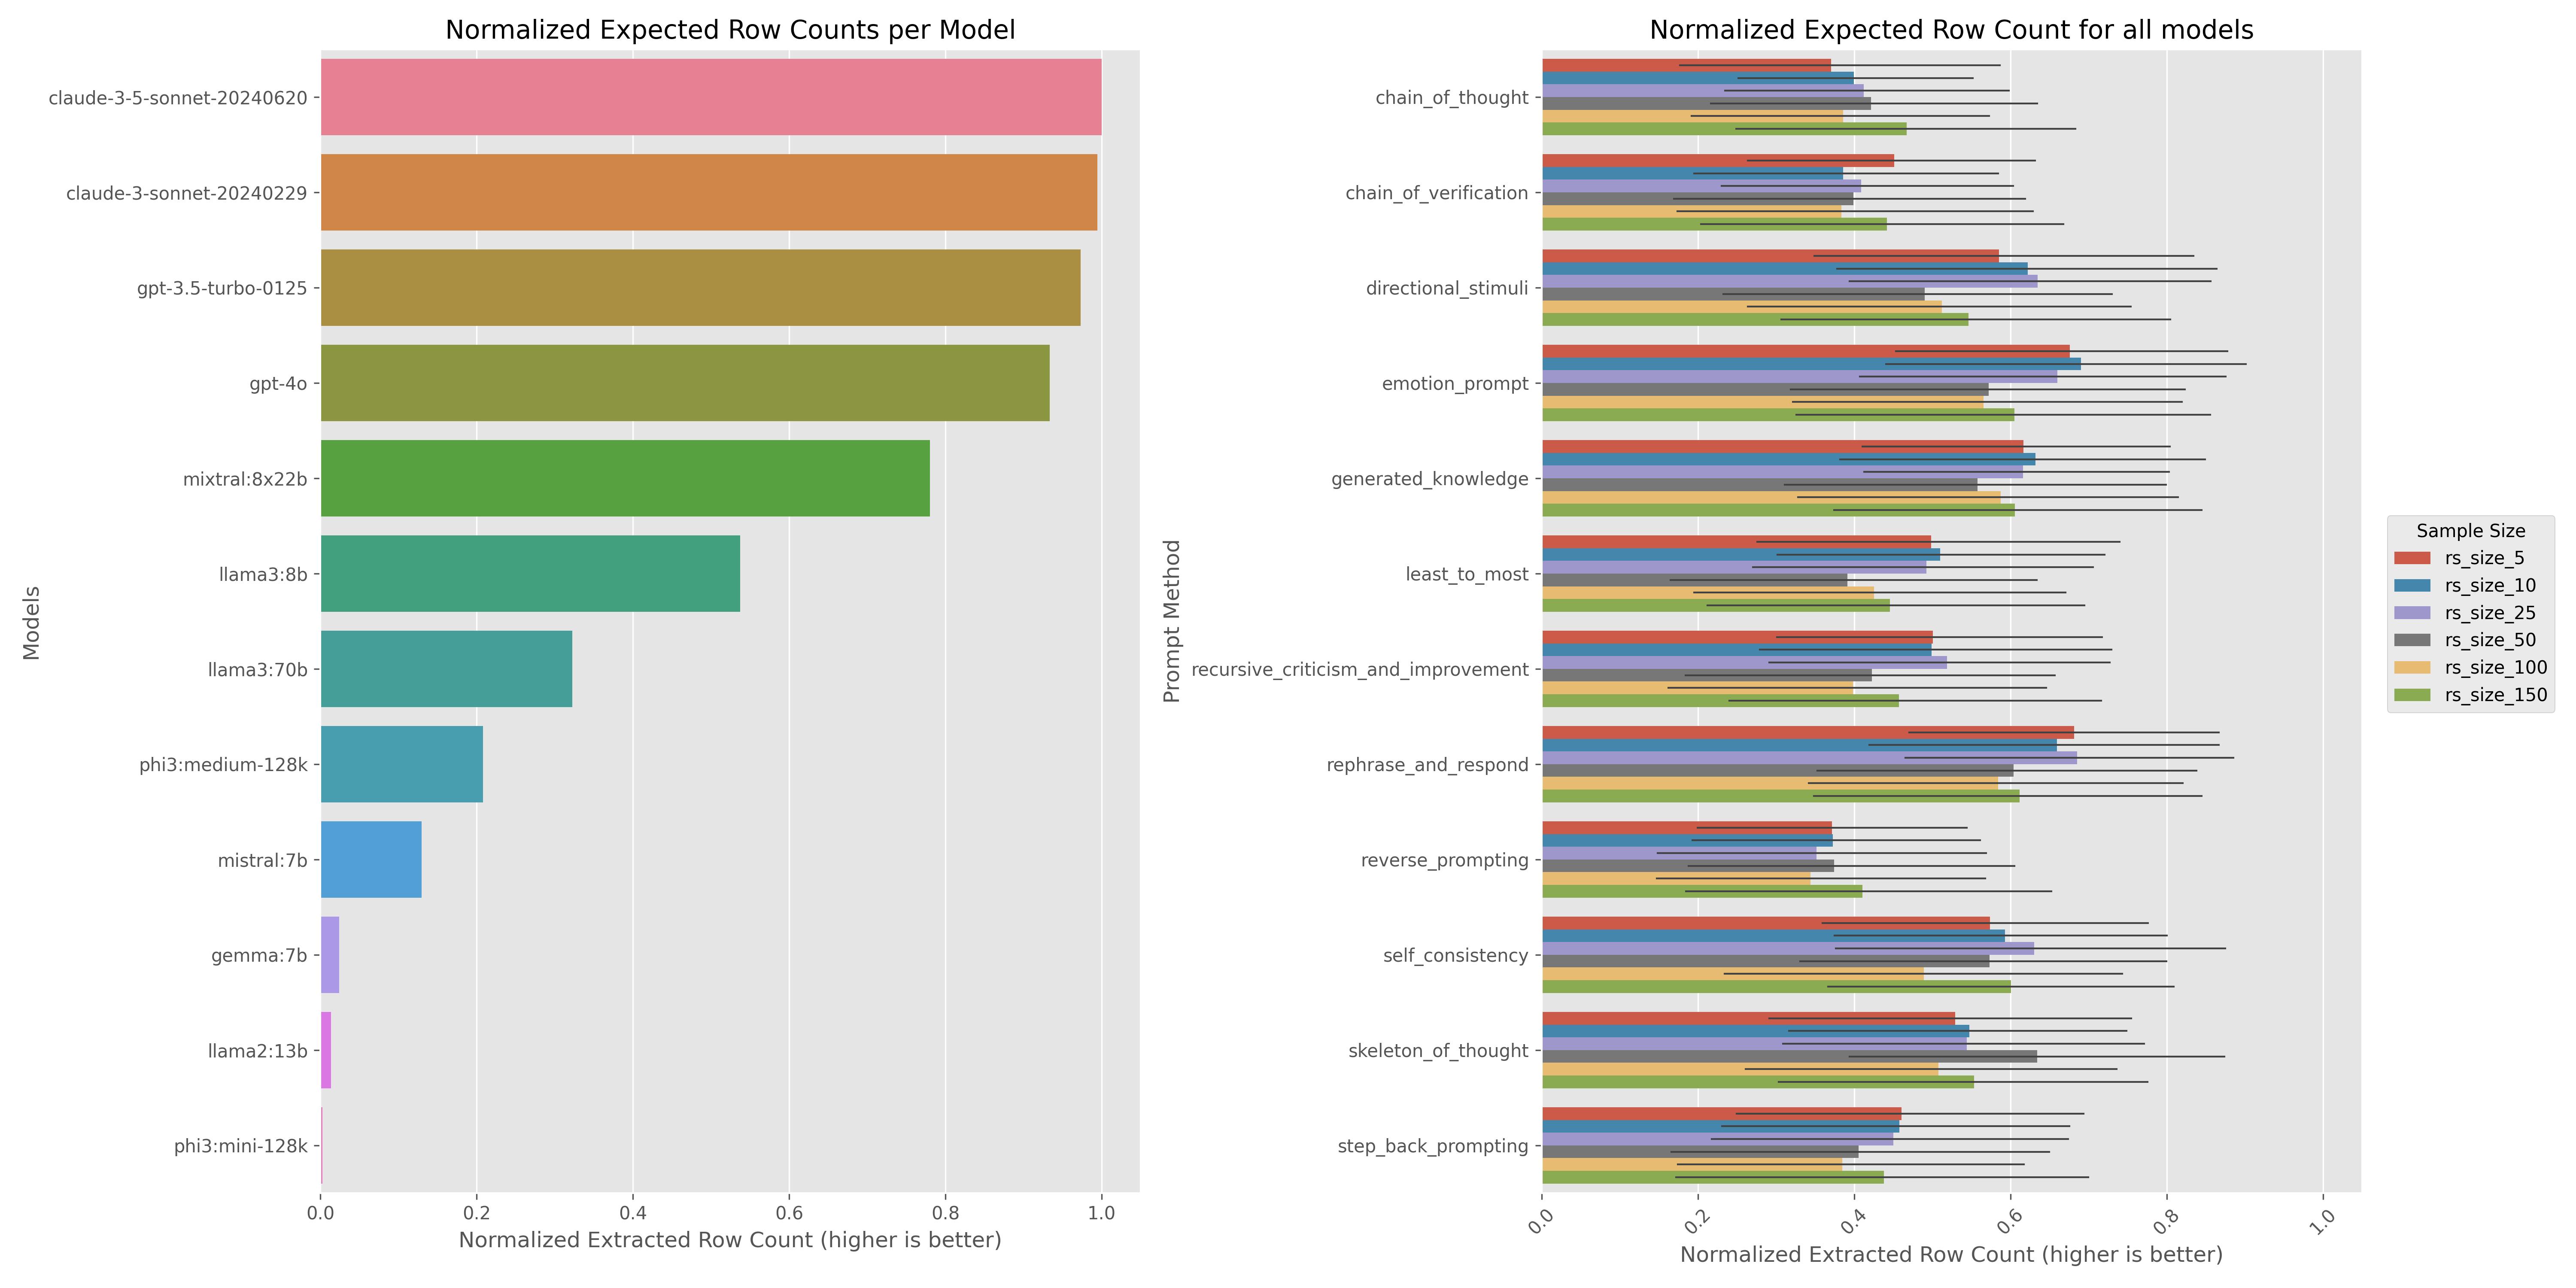 Normalized Expected Row Counts per Model
Models
claude-3-5-sonnet-20240620
claude-3-sonnet-20240229
gpt-3.5-turbo-0125
gpt-4o
mixtral:8x22b
llama3:8b
llama3:70b
phi3:medium-128k
mistral:7b
gemma:7b
llama2:13b
phi3:mini-128k
0.0 0.2 0.4 0.6 0.8 1.0
Normalized Extracted Row Count (higher is better)
Normalized Expected Row Count for all models
Prompt Method
chain_of_thought
chain_of_verification
directional_stimuli
emotion_prompt
generated_knowledge
least_to_most
recursive_criticism_and_improvement
rephrase_and_respond
reverse_prompting
self_consistency
skeleton_of_thought
step_back_prompting
0.0 0.2 0.4 0.6 0.8 1.0
Normalized Extracted Row Count (higher is better)
Sample Size
rs_size_5
rs_size_10
rs_size_25
rs_size_50
rs_size_100
rs_size_150